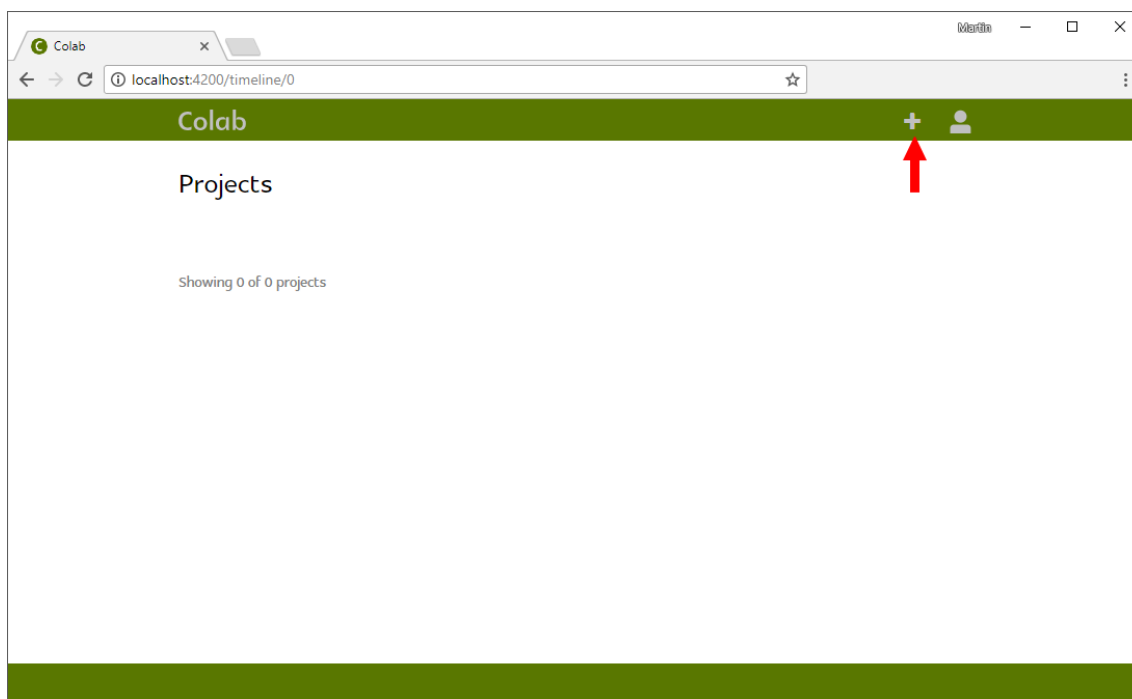 Martin
C Colab
localhost:4200/timeline/0
Colab
Projects
Showing 0 of 0 projects